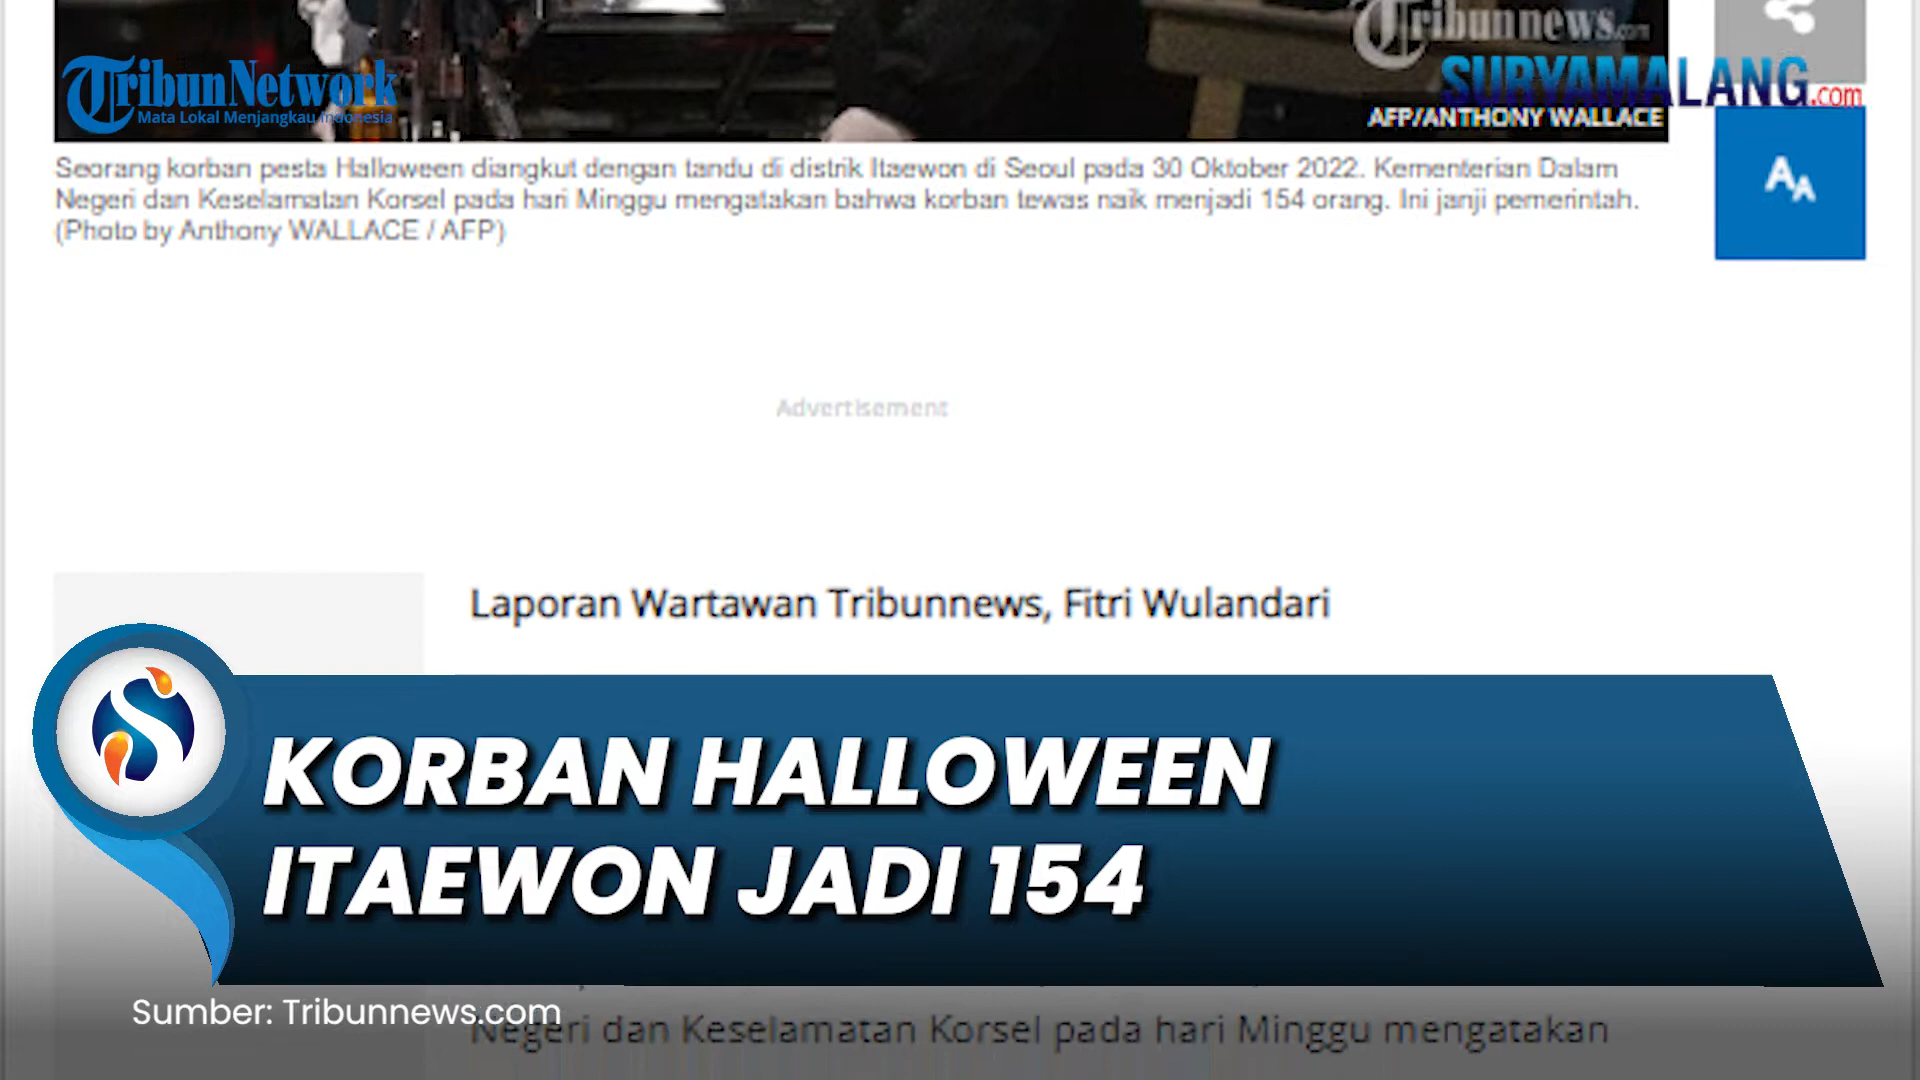 Tribunnews.com
TribunNetwork
Mata Lokal Menjangkau Indonesia
SURYAMALANG.com
AFP/ANTHONY WALLACE
Seorang korban pesta Halloween diangkut dengan tandu di distrik Itaewon di Seoul pada 30 Oktober 2022. Kementerian Dalam
Negeri dan Keselamatan Korsel pada hari Minggu mengatakan bahwa korban tewas naik menjadi 154 orang. Ini janji pemerintah.
(Photo by Anthony WALLACE / AFP)
AA
Advertisement
Laporan Wartawan Tribunnews, Fitri Wulandari
KORBAN HALLOWEEN
ITAEWON JADI 154
Sumber: Tribunnews.com
Negeri dan Keselamatan Korsel pada hari Minggu mengatakan